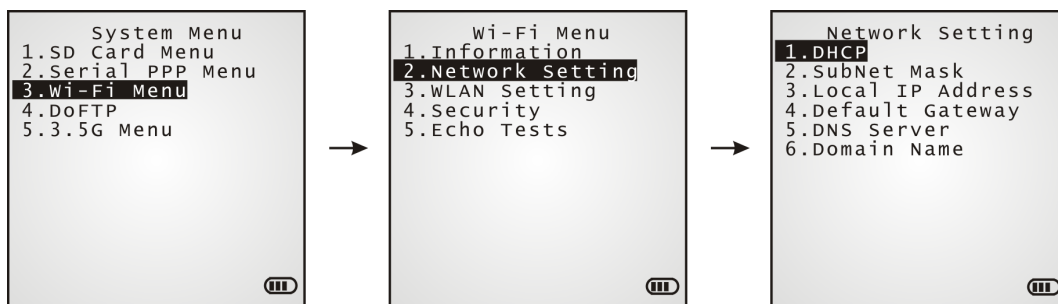 System Menu
1.SD Card Menu
2.Serial PPP Menu
3.Wi-Fi Menu
4.DoFTP
5.3.5G Menu
Wi-Fi Menu
1.Information
2.Network Setting
3.WLAN Setting
4.Security
5.Echo Tests
Network Setting
1.DHCP
2.SubNet Mask
3.Local IP Address
4.Default Gateway
5.DNS Server
6.Domain Name